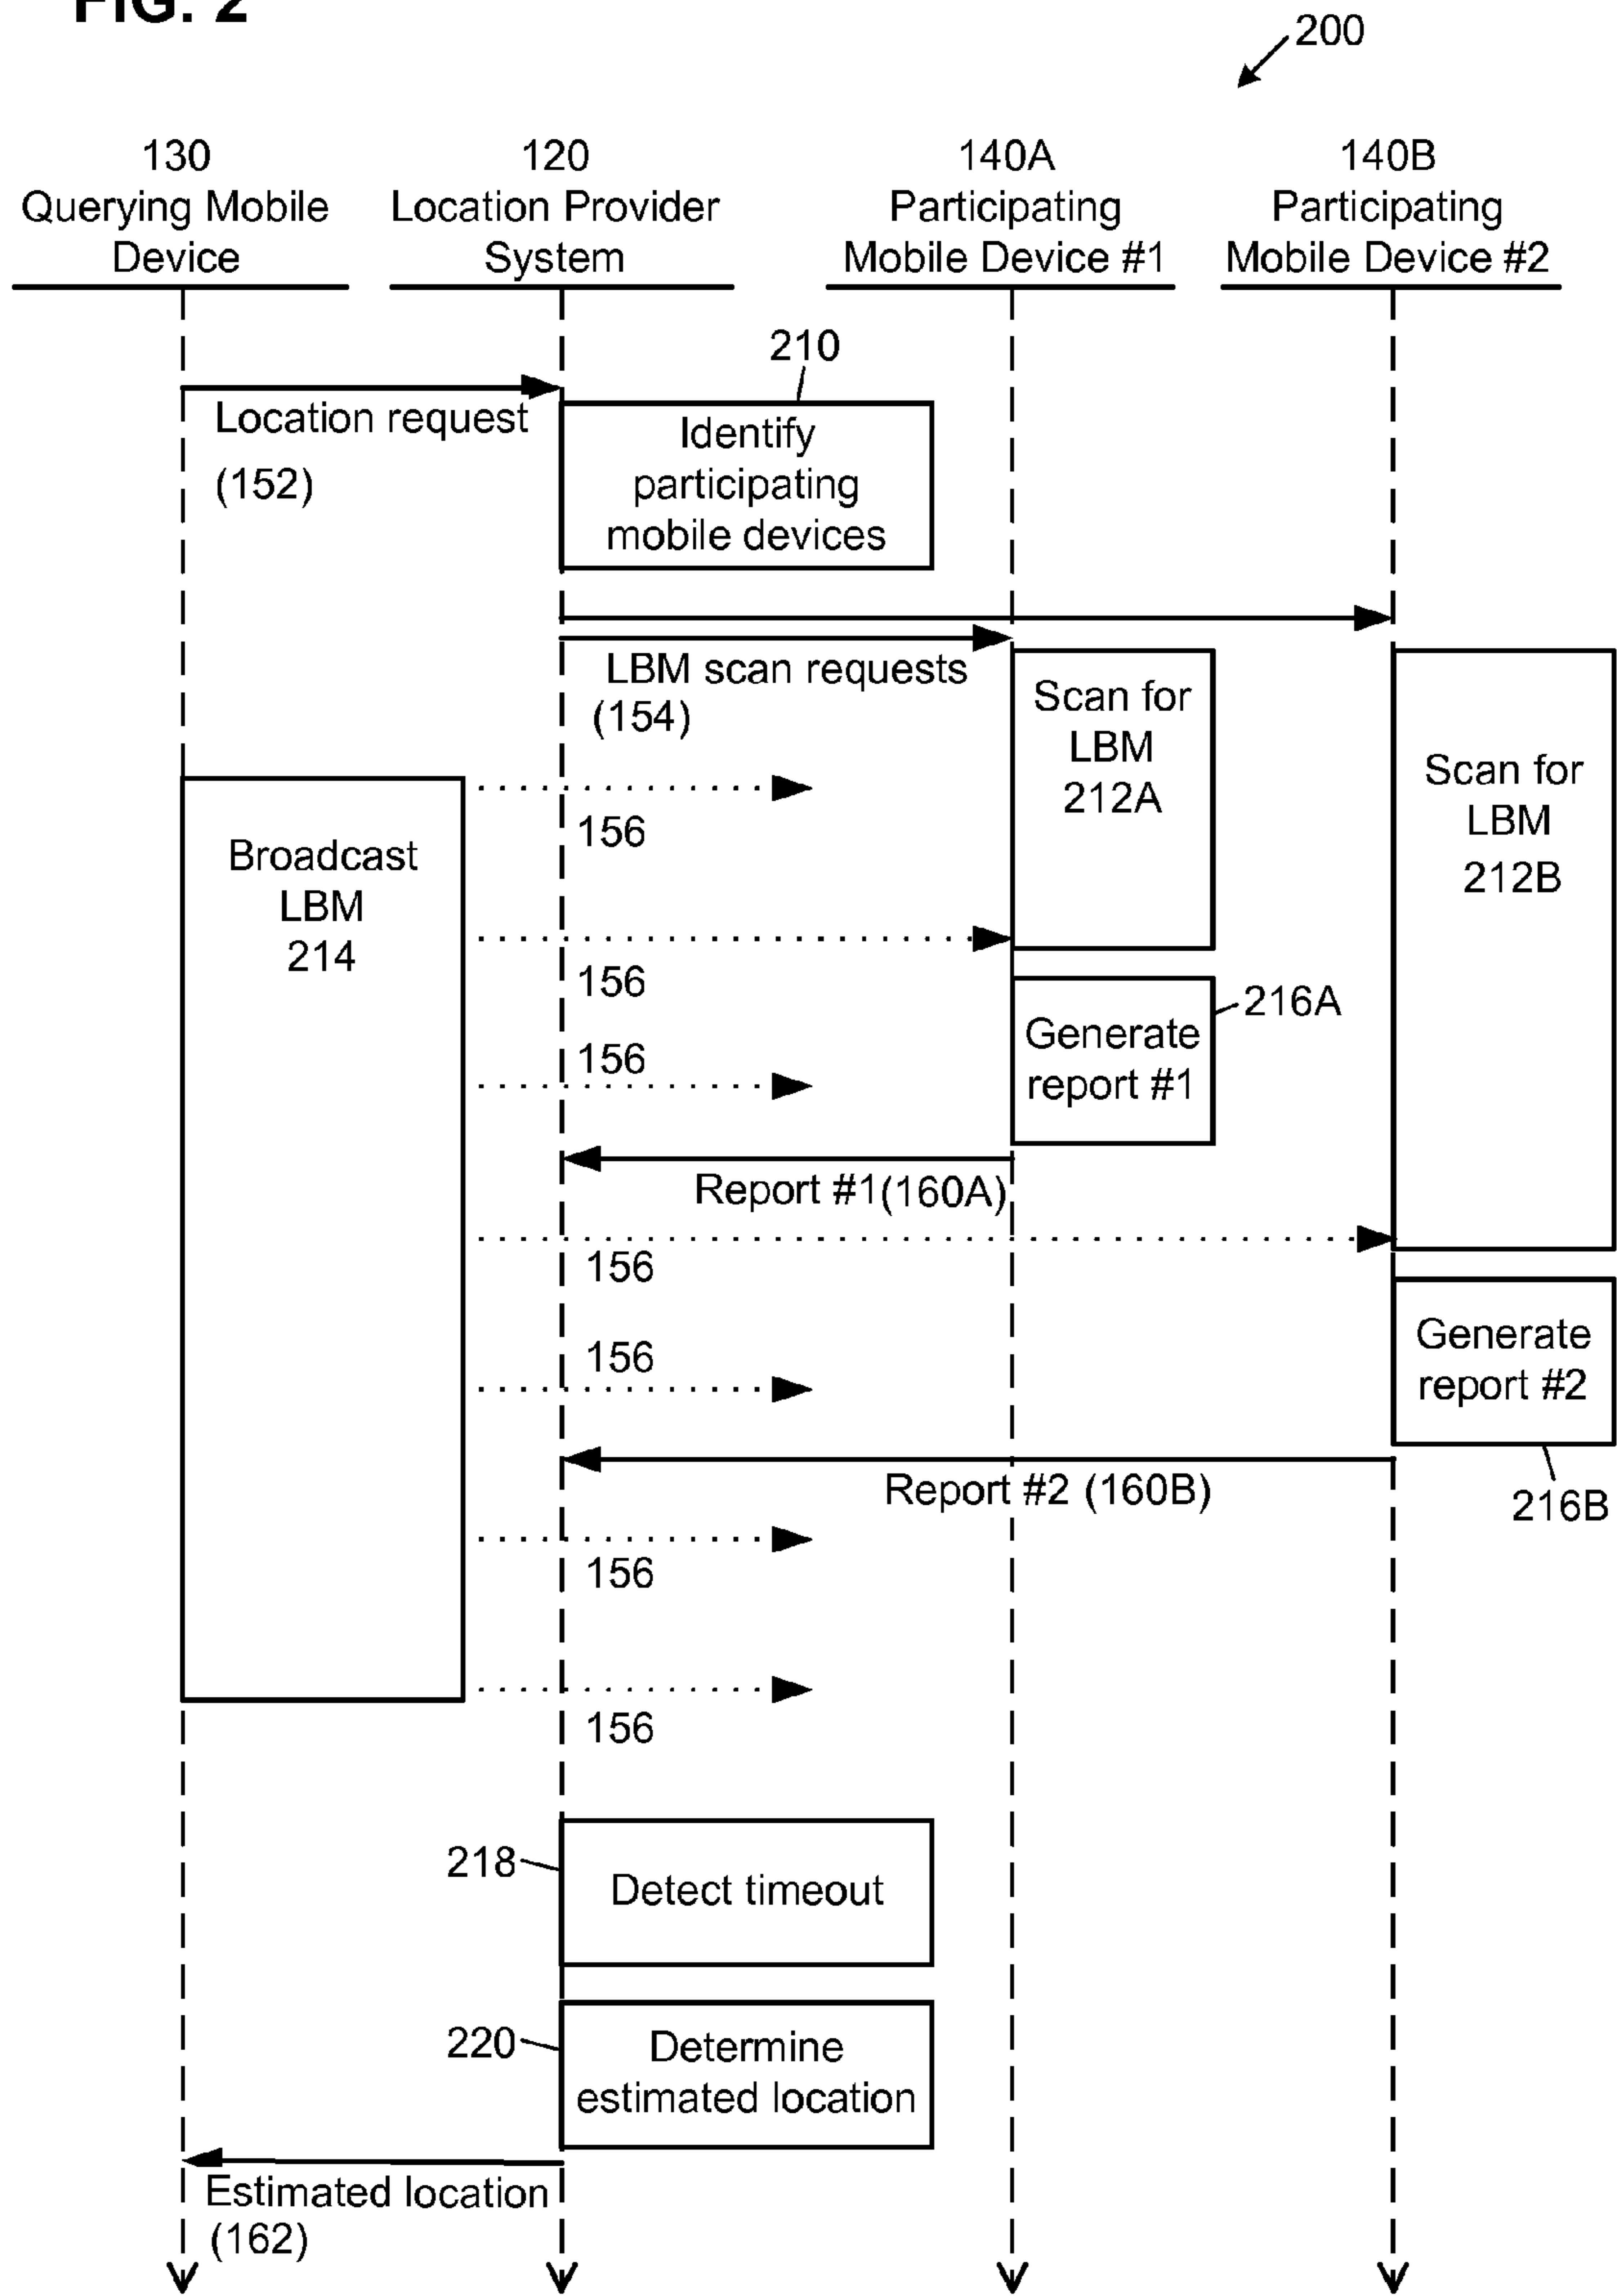 FIG. 2
200
130
Querying Mobile
Device
120
Location Provider
System
140A
Participating
Mobile Device #1
140B
Participating
Mobile Device #2
210
Location request
(152)
Identify
participating
mobile devices
LBM scan requests
(154)
Scan for
LBM
212A
Scan for
LBM
212B
Broadcast
LBM
214
156
156
216A
Generate
report #1
156
Report #1(160A)
156
Generate
report #2
156
Report #2 (160B)
216B
156
156
218
Detect timeout
220
Determine
estimated location
Estimated location
(162)